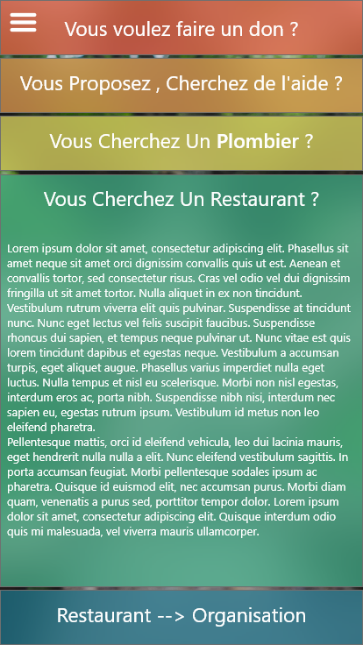 Vous voulez faire un don ?
Vous Proposez , Cherchez de l'aide ?
Vous Cherchez Un Plombier ?
Vous Cherchez Un Restaurant ?
Lorem ipsum dolor sit amet, consectetur adipiscing elit. Phasellus sit
amet neque sit amet orci dignissim convallis quis ut est. Aenean et
convallis tortor, sed consectetur risus. Cras vel odio vel dui dignissim
fringilla ut sit amet tortor. Nulla aliquet in ex non tincidunt.
Vestibulum rutrum viverra elit quis pulvinar. Suspendisse at tincidunt
nunc. Nunc eget lectus vel felis suscipit faucibus. Suspendisse
rhoncus dui sapien, et tempus neque pulvinar ut. Nunc vitae est quis
lorem tincidunt dapibus et egestas neque. Vestibulum a accumsan
turpis, eget aliquet augue. Phasellus varius imperdiet nulla eget
luctus. Nulla tempus et nisl eu scelerisque. Morbi non nisl egestas,
interdum eros ac, porta nibh. Suspendisse nibh nisi, interdum nec
sapien eu, egestas rutrum ipsum. Vestibulum id metus non leo
eleifend pharetra.
Pellentesque mattis, orci id eleifend vehicula, leo dui lacinia mauris,
eget hendrerit nulla nulla a elit. Nunc eleifend vestibulum sagittis. In
porta accumsan feugiat. Morbi pellentesque sodales ipsum ac
pharetra. Quisque id euismod elit, nec accumsan purus. Morbi diam
quam, venenatis a purus sed, porttitor tempor dolor. Lorem ipsum
dolor sit amet, consectetur adipiscing elit. Quisque interdum odio
quis mi malesuada, vel viverra mauris ullamcorper.
Restaurant --> Organisation